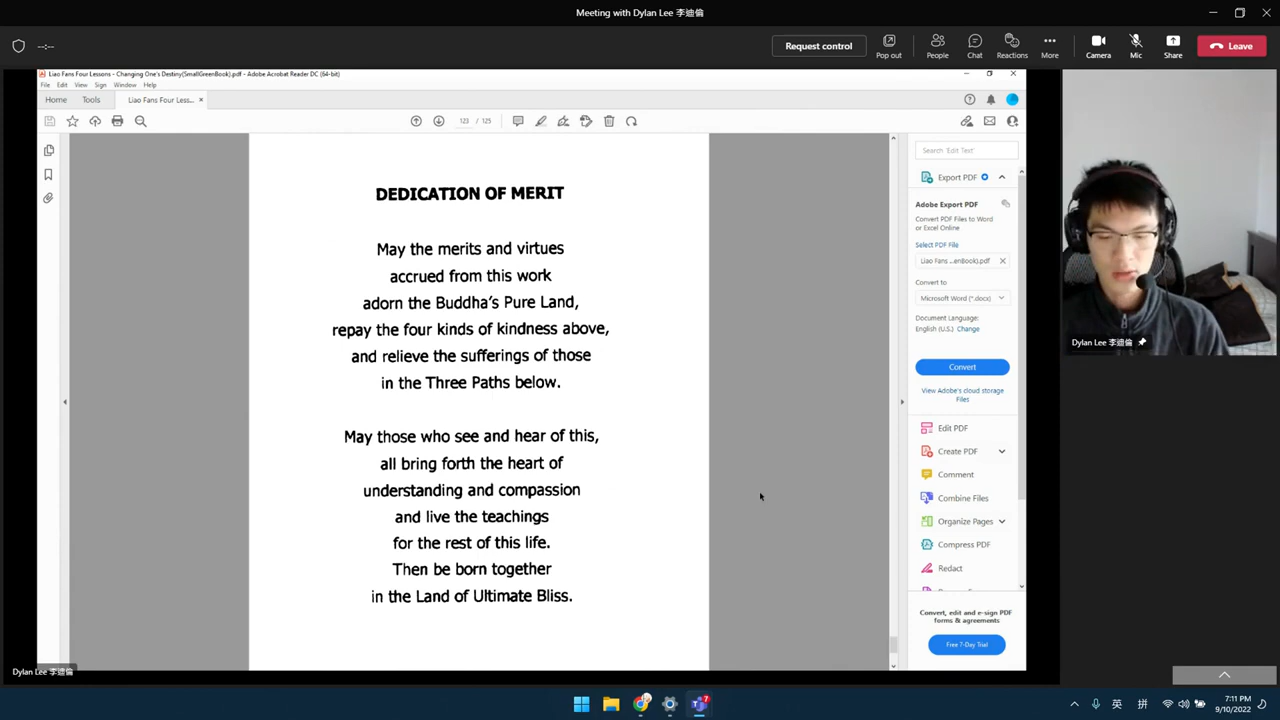 Meeting with Dylan Lee 李迪倫
--:--
Request control
Pop out
People
Chat
Reactions
More
Camera
Mic
Share
Leave
Liao Fans Four Lessons - Changing One's Destiny(SmallGreenBook).pdf - Adobe Acrobat Reader DC (64-bit)
File Edit View Sign Window Help
Home Tools Liao Fans Four Less... ×
123 / 125
DEDICATION OF MERIT
May the merits and virtues
accrued from this work
adorn the Buddha's Pure Land,
repay the four kinds of kindness above,
and relieve the sufferings of those
in the Three Paths below.
May those who see and hear of this,
all bring forth the heart of
understanding and compassion
and live the teachings
for the rest of this life.
Then be born together
in the Land of Ultimate Bliss.
Search 'Edit Text'
Export PDF
Adobe Export PDF
Convert PDF Files to Word
or Excel Online
Select PDF File
Liao Fans ...enBook).pdf
Convert to
Microsoft Word (*.docx)
Document Language:
English (U.S.) Change
Convert
View Adobe's cloud storage
Files
Edit PDF
Create PDF
Comment
Combine Files
Organize Pages
Compress PDF
Redact
Convert, edit and e-sign PDF
forms & agreements
Free 7-Day Trial
Dylan Lee 李迪倫
Dylan Lee 李迪倫
7
英
拼
7:11 PM
9/10/2022